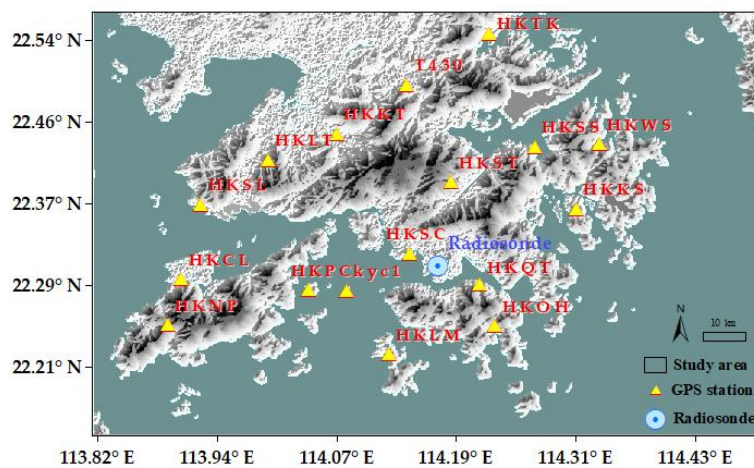 22.54° N
HKTK
T430
22.46° N
HKKT
HKSS
HKWS
HKLT
HKST
22.37° N
HKSL
HKKS
HKSC
Radiosonde
22.29° N
HKCL
HKPCkyc1
HKQT
HKNP
HKOH
N
10 km
22.21° N
HKLM
Study area
GPS station
Radiosonde
113.82° E 113.94° E 114.07° E 114.19° E 114.31° E 114.43° E